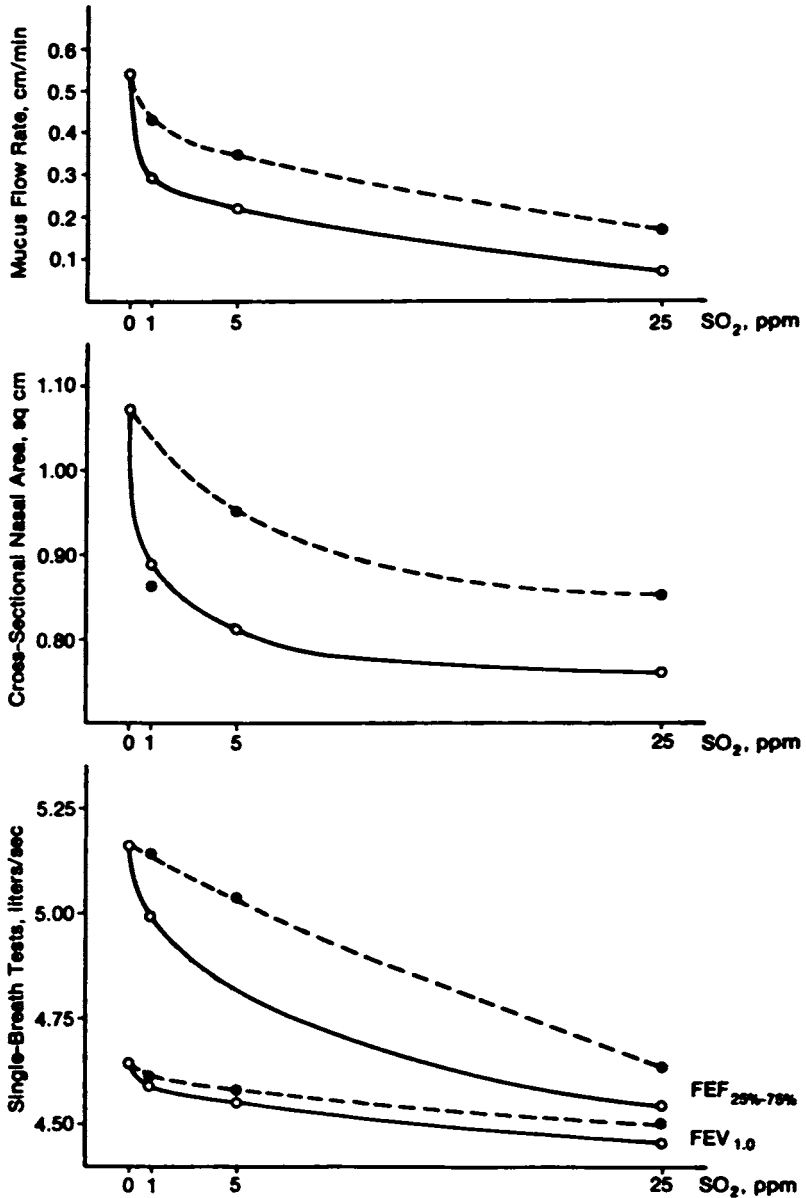 Mucus Flow Rate, cm/min
0.6
0.5
0.4
0.3
0.2
0.1
0 1 5 25 SO₂, ppm
Cross-Sectional Nasal Area, sq cm
1.10
1.00
0.90
0.80
0 1 5 25 SO₂, ppm
Single-Breath Tests, liters/sec
5.25
5.00
4.75
4.50
FEF₂₅%-₇₅%
FEV₁.₀
0 1 5 25 SO₂, ppm